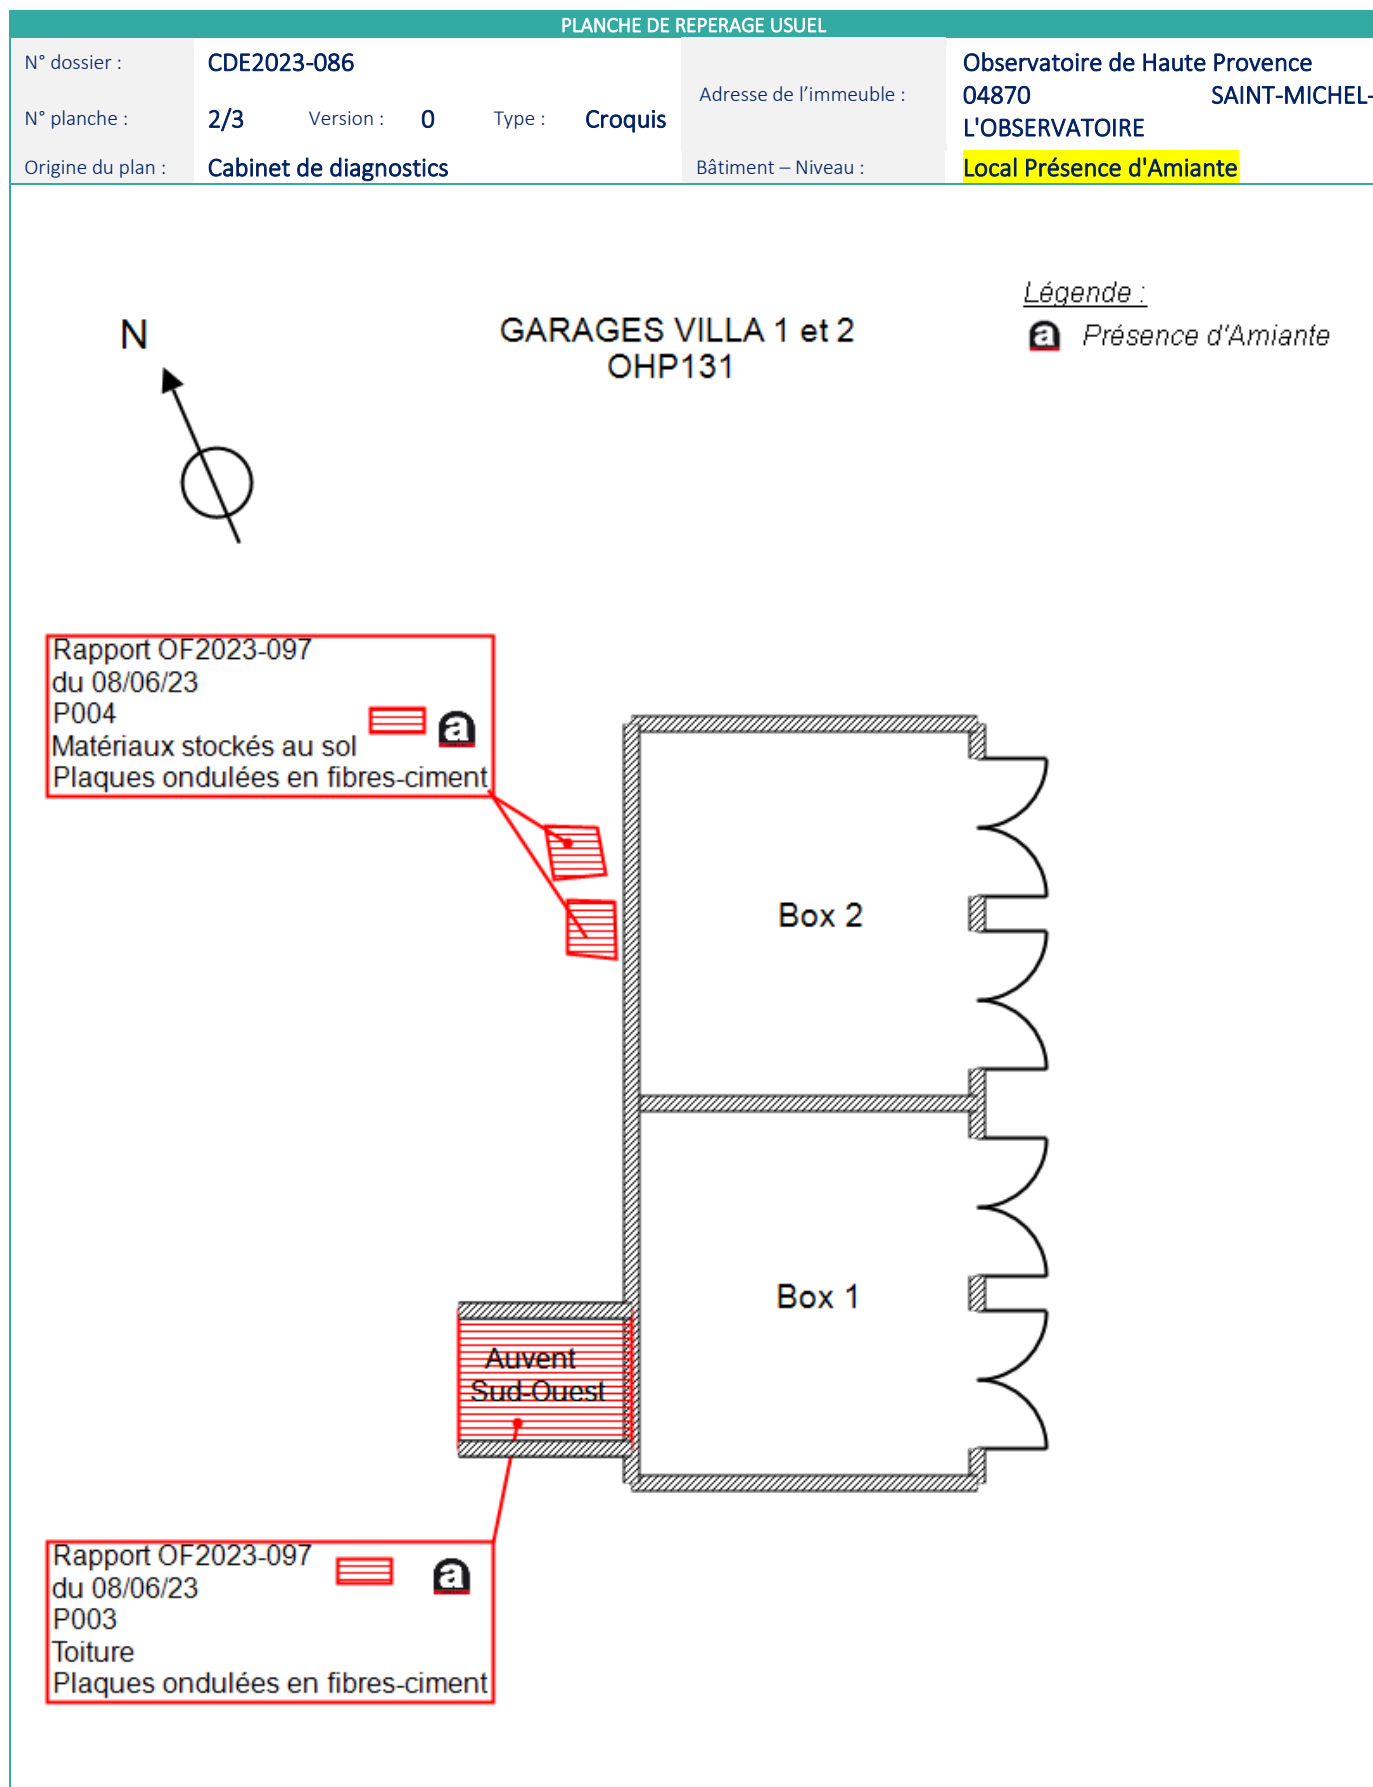 PLANCHE DE REPERAGE USUEL
N° dossier :
CDE2023-086
N° planche :
2/3
Version :
0
Type :
Croquis
Adresse de l'immeuble :
Observatoire de Haute Provence
04870 SAINT-MICHEL-
L'OBSERVATOIRE
Origine du plan :
Cabinet de diagnostics
Bâtiment – Niveau :
Local Présence d'Amiante
Légende :
a Présence d'Amiante
N
GARAGES VILLA 1 et 2
OHP131
Rapport OF2023-097
du 08/06/23
P004
a
Matériaux stockés au sol
Plaques ondulées en fibres-ciment
Box 2
Box 1
Auvent
Sud-Ouest
Rapport OF2023-097
a
du 08/06/23
P003
Toiture
Plaques ondulées en fibres-ciment